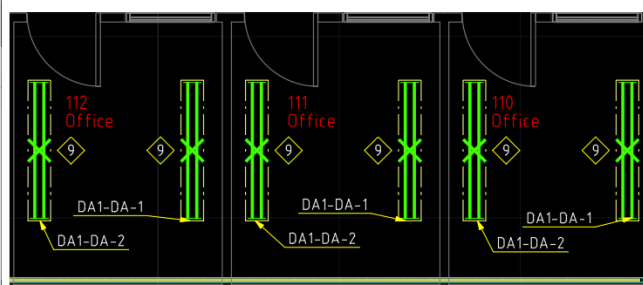 112
Office
111
Office
110
Office
9
9
9
9
9
9
DA1-DA-1
DA1-DA-1
DA1-DA-1
DA1-DA-2
DA1-DA-2
DA1-DA-2